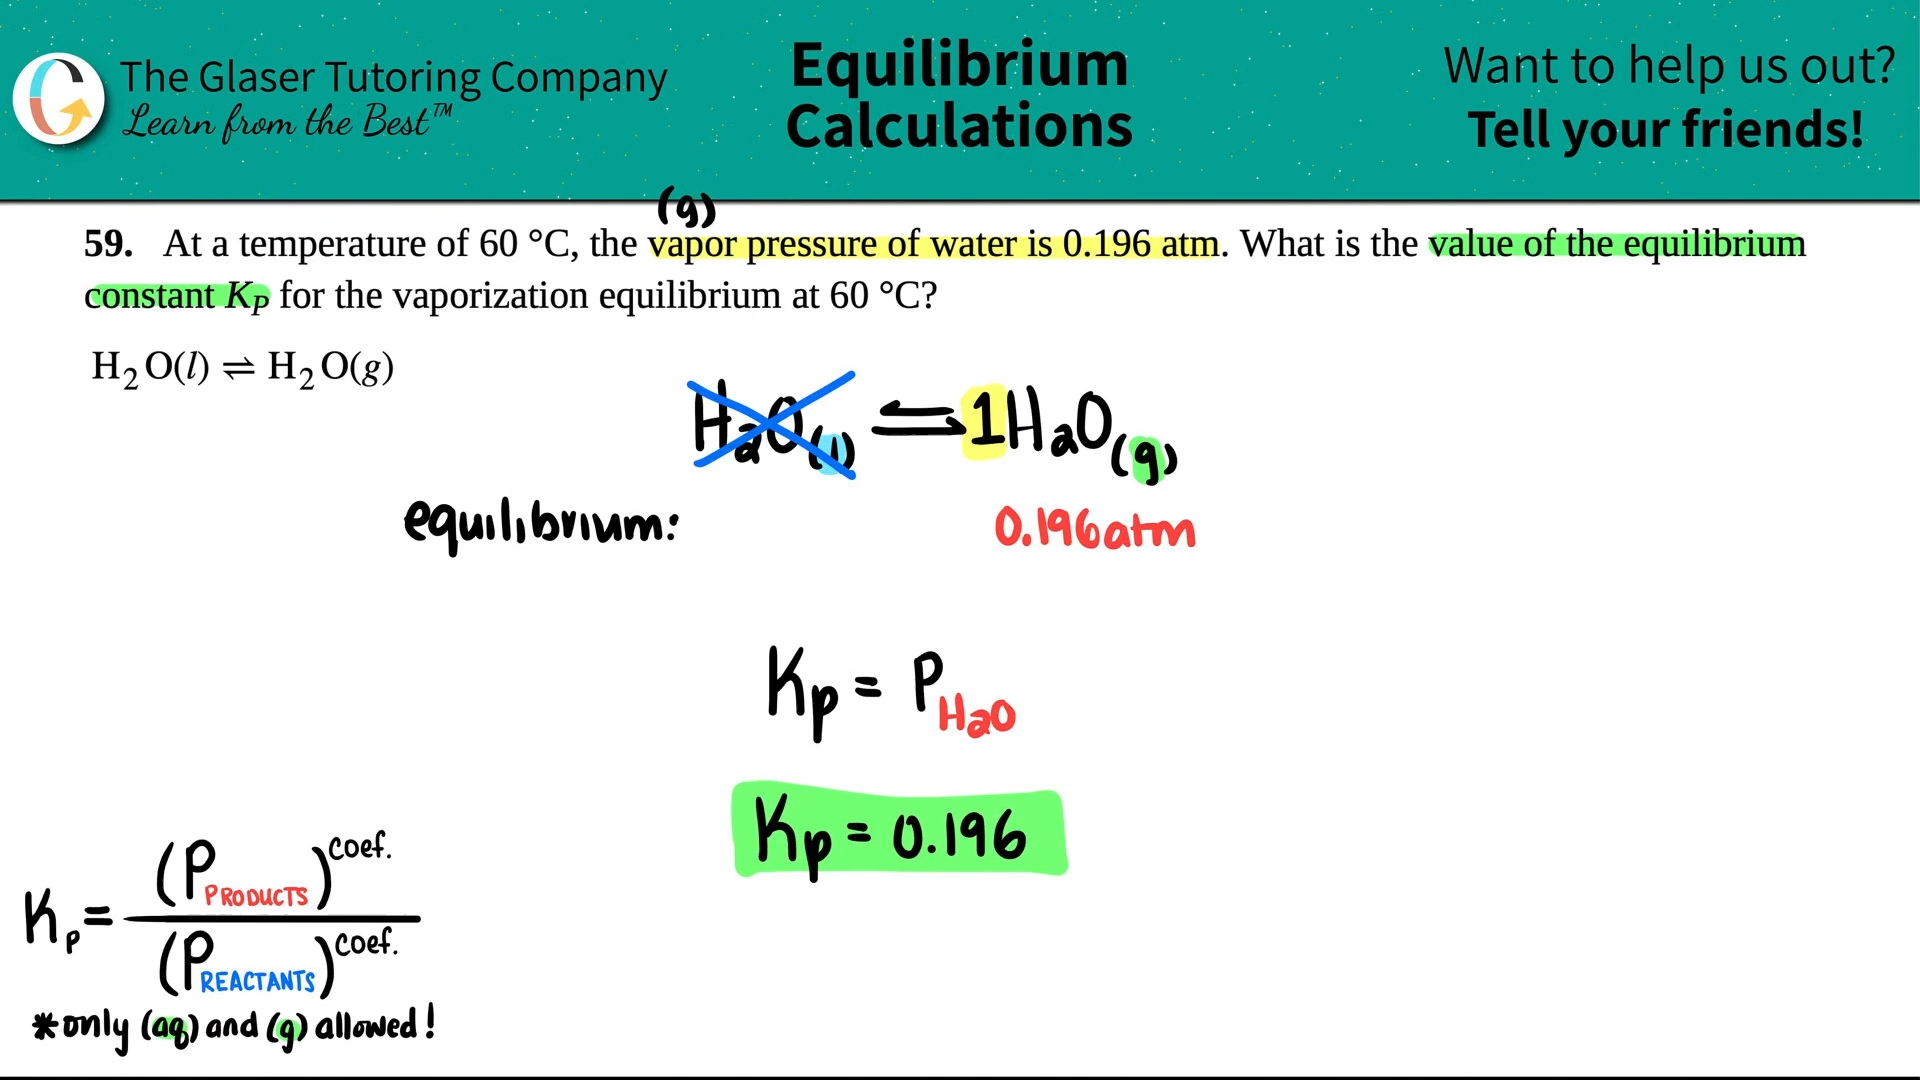 The Glaser Tutoring Company
Learn from the Best™
Equilibrium
Calculations
Want to help us out?
Tell your friends!
(g)
59. At a temperature of 60 °C, the vapor pressure of water is 0.196 atm. What is the value of the equilibrium
constant KP for the vaporization equilibrium at 60 °C?
H2O(l) ⇌ H2O(g)
H2O(l) ⇌ 1H2O(g)
equilibrium: 0.196atm
Kp = PH2O
Kp = 0.196
Kp = (PPRODUCTS)coef.
(PREACTANTS)coef.
*only (aq) and (g) allowed!